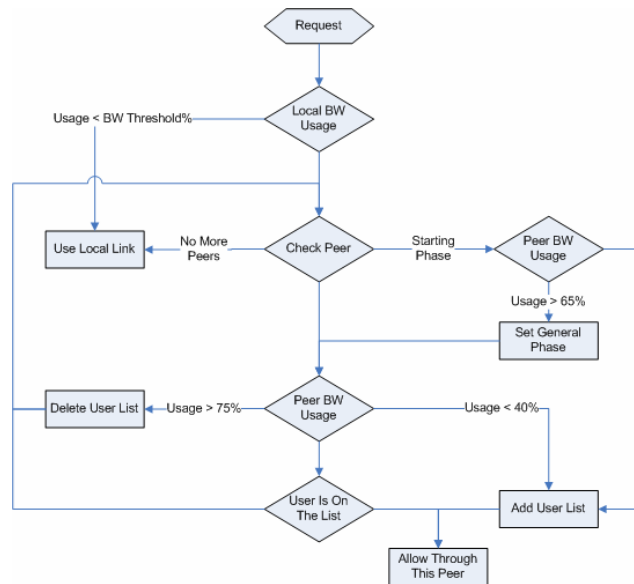 Request
Local BW
Usage
Usage < BW Threshold%
Use Local Link
No More
Peers
Check Peer
Starting
Phase
Peer BW
Usage
Usage > 65%
Set General
Phase
Delete User List
Usage > 75%
Peer BW
Usage
Usage < 40%
User Is On
The List
Add User List
Allow Through
This Peer